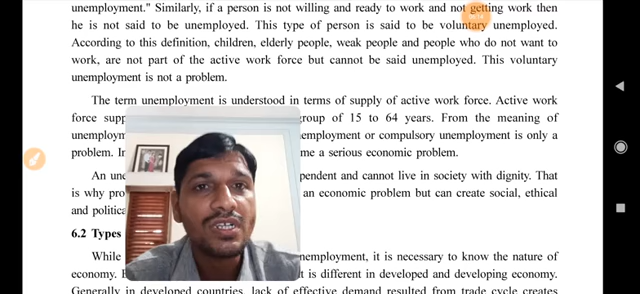 unemployment." Similarly, if a person is not willing and ready to work and not getting work then
he is not said to be unemployed. This type of person is said to be voluntary unemployed.
According to this definition, children, elderly people, weak people and people who do not want to
work, are not part of the active work force but cannot be said unemployed. This voluntary
unemployment is not a problem.
The term unemployment is understood in terms of supply of active work force. Active work
force supp group of 15 to 64 years. From the meaning of
unemploym employment or compulsory unemployment is only a
problem. In me a serious economic problem.
An une pendent and cannot live in society with dignity. That
is why pro an economic problem but can create social, ethical
and politica
6.2 Types
While nemployment, it is necessary to know the nature of
economy. t is different in developed and developing economy.
Generally in developed countries, lack of effective demand resulted from trade cycle creates